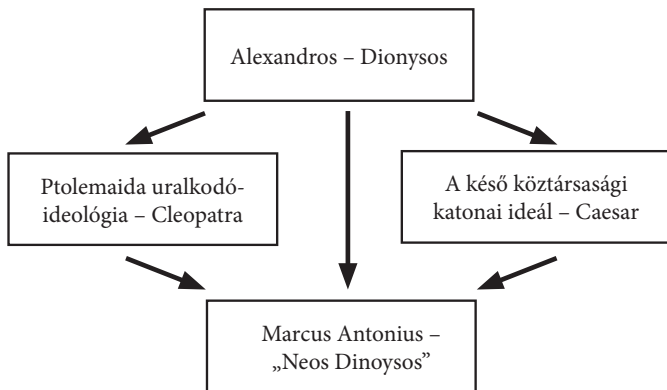 Alexandros – Dionysos
Ptolemaida uralkodó-
ideológia – Cleopatra
A késő köztársasági
katonai ideál – Caesar
Marcus Antonius –
„Neos Dinoysos”